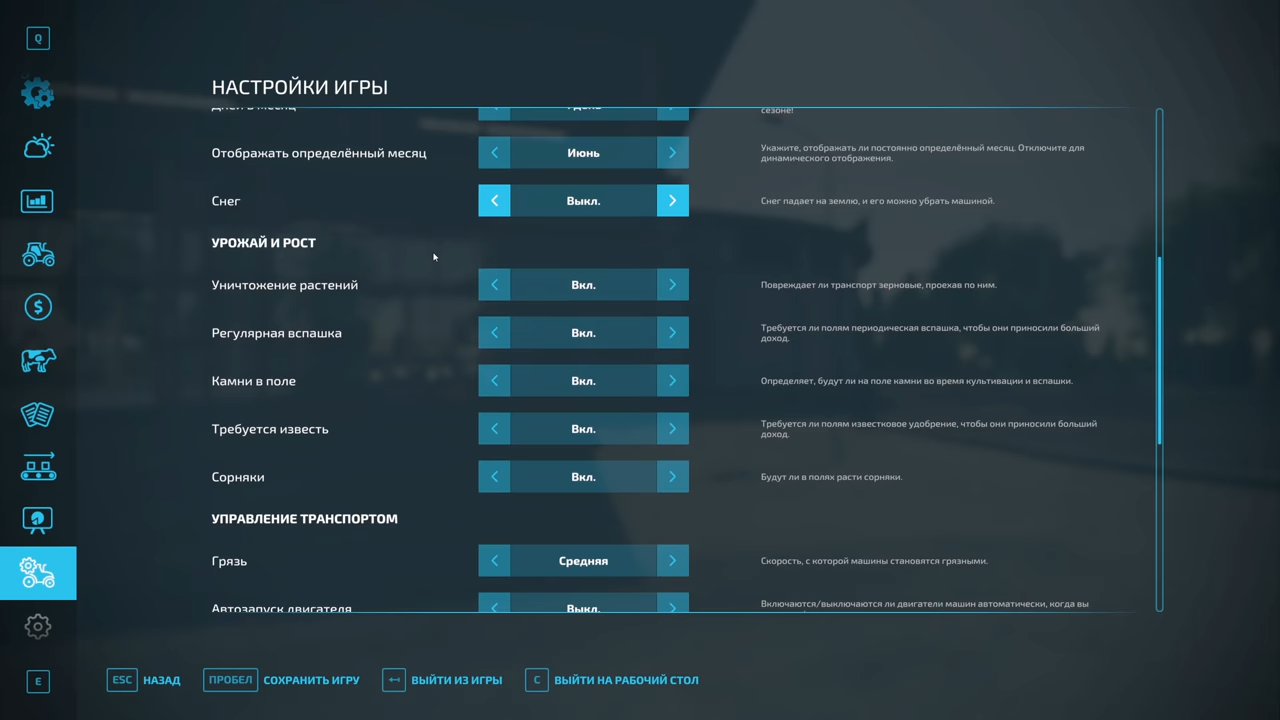 Q
НАСТРОЙКИ ИГРЫ
сезоне!
Отображать определённый месяц
Июнь
Укажите, отображать ли постоянно определённый месяц. Отключите для
динамического отображения.
Снег
Выкл.
Снег падает на землю, и его можно убрать машиной.
УРОЖАЙ И РОСТ
Уничтожение растений
Вкл.
Повреждает ли транспорт зерновые, проехав по ним.
Регулярная вспашка
Вкл.
Требуется ли полям периодическая вспашка, чтобы они приносили больший
доход.
Камни в поле
Вкл.
Определяет, будут ли на поле камни во время культивации и вспашки.
Требуется известь
Вкл.
Требуется ли полям известковое удобрение, чтобы они приносили больший
доход.
Сорняки
Вкл.
Будут ли в полях расти сорняки.
УПРАВЛЕНИЕ ТРАНСПОРТОМ
Грязь
Средняя
Скорость, с которой машины становятся грязными.
Автозапуск двигателя
Выкл.
Включаются/выключаются ли двигатели машин автоматически, когда вы
E
ESC НАЗАД
ПРОБЕЛ СОХРАНИТЬ ИГРУ
ВЫЙТИ ИЗ ИГРЫ
C ВЫЙТИ НА РАБОЧИЙ СТОЛ